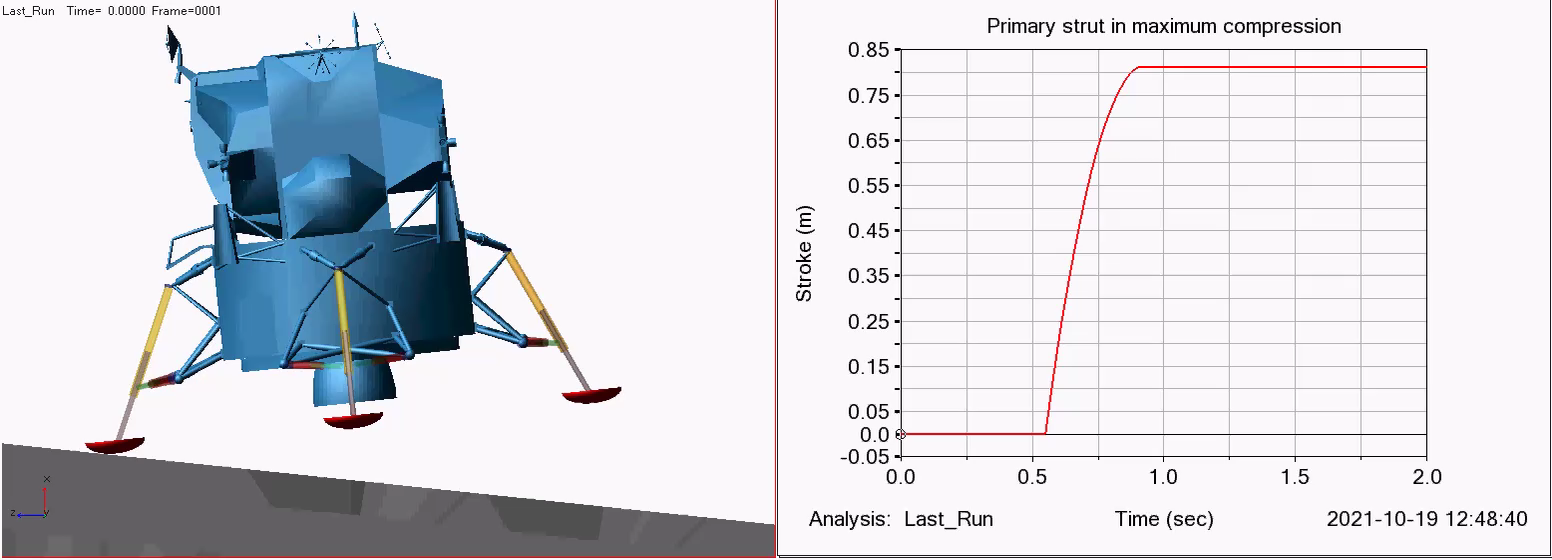 Last_Run Time= 0.0000 Frame=0001
x
z
y
Primary strut in maximum compression
0.85
0.75
0.65
0.55
0.45
0.35
0.25
0.15
0.05
0.0
-0.05
Stroke (m)
0.0 0.5 1.0 1.5 2.0
Analysis: Last_Run Time (sec) 2021-10-19 12:48:40